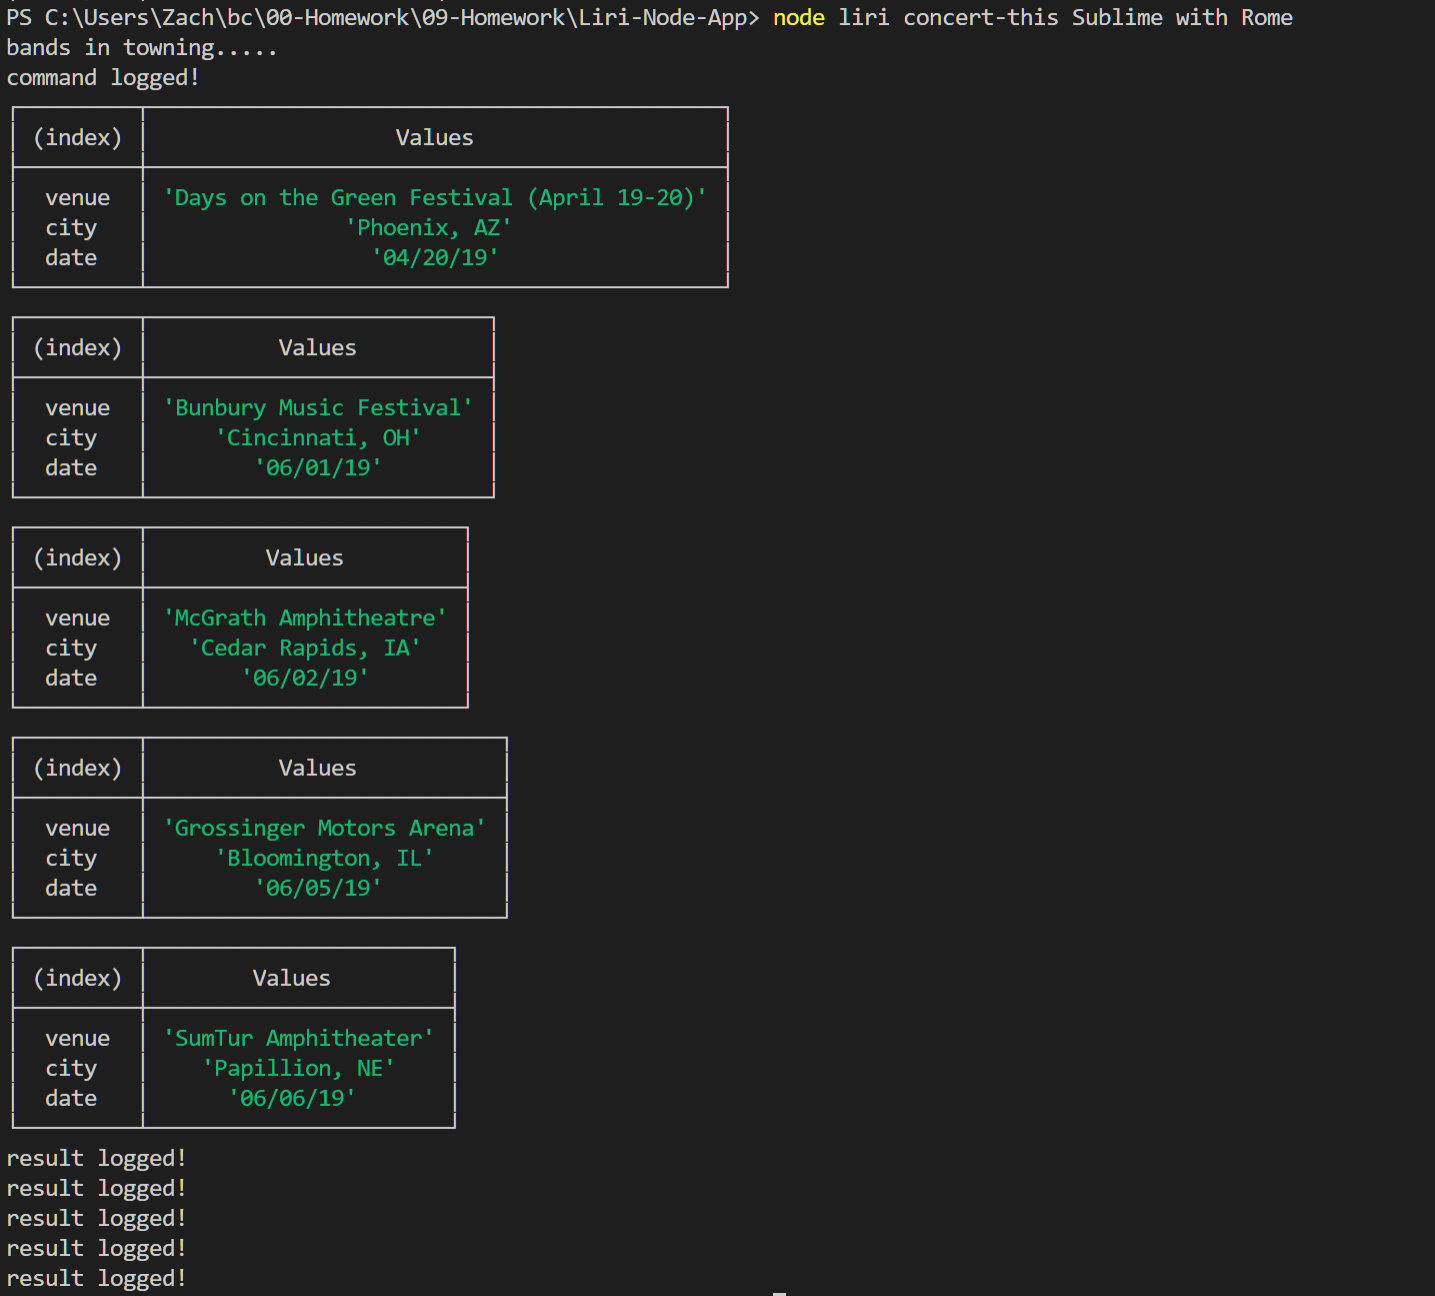 PS C:\Users\Zach\bc\00-Homework\09-Homework\Liri-Node-App> node liri concert-this Sublime with Rome
bands in towning.....
command logged!
(index) Values
venue 'Days on the Green Festival (April 19-20)'
city 'Phoenix, AZ'
date '04/20/19'
(index) Values
venue 'Bunbury Music Festival'
city 'Cincinnati, OH'
date '06/01/19'
(index) Values
venue 'McGrath Amphitheatre'
city 'Cedar Rapids, IA'
date '06/02/19'
(index) Values
venue 'Grossinger Motors Arena'
city 'Bloomington, IL'
date '06/05/19'
(index) Values
venue 'SumTur Amphitheater'
city 'Papillion, NE'
date '06/06/19'
result logged!
result logged!
result logged!
result logged!
result logged!